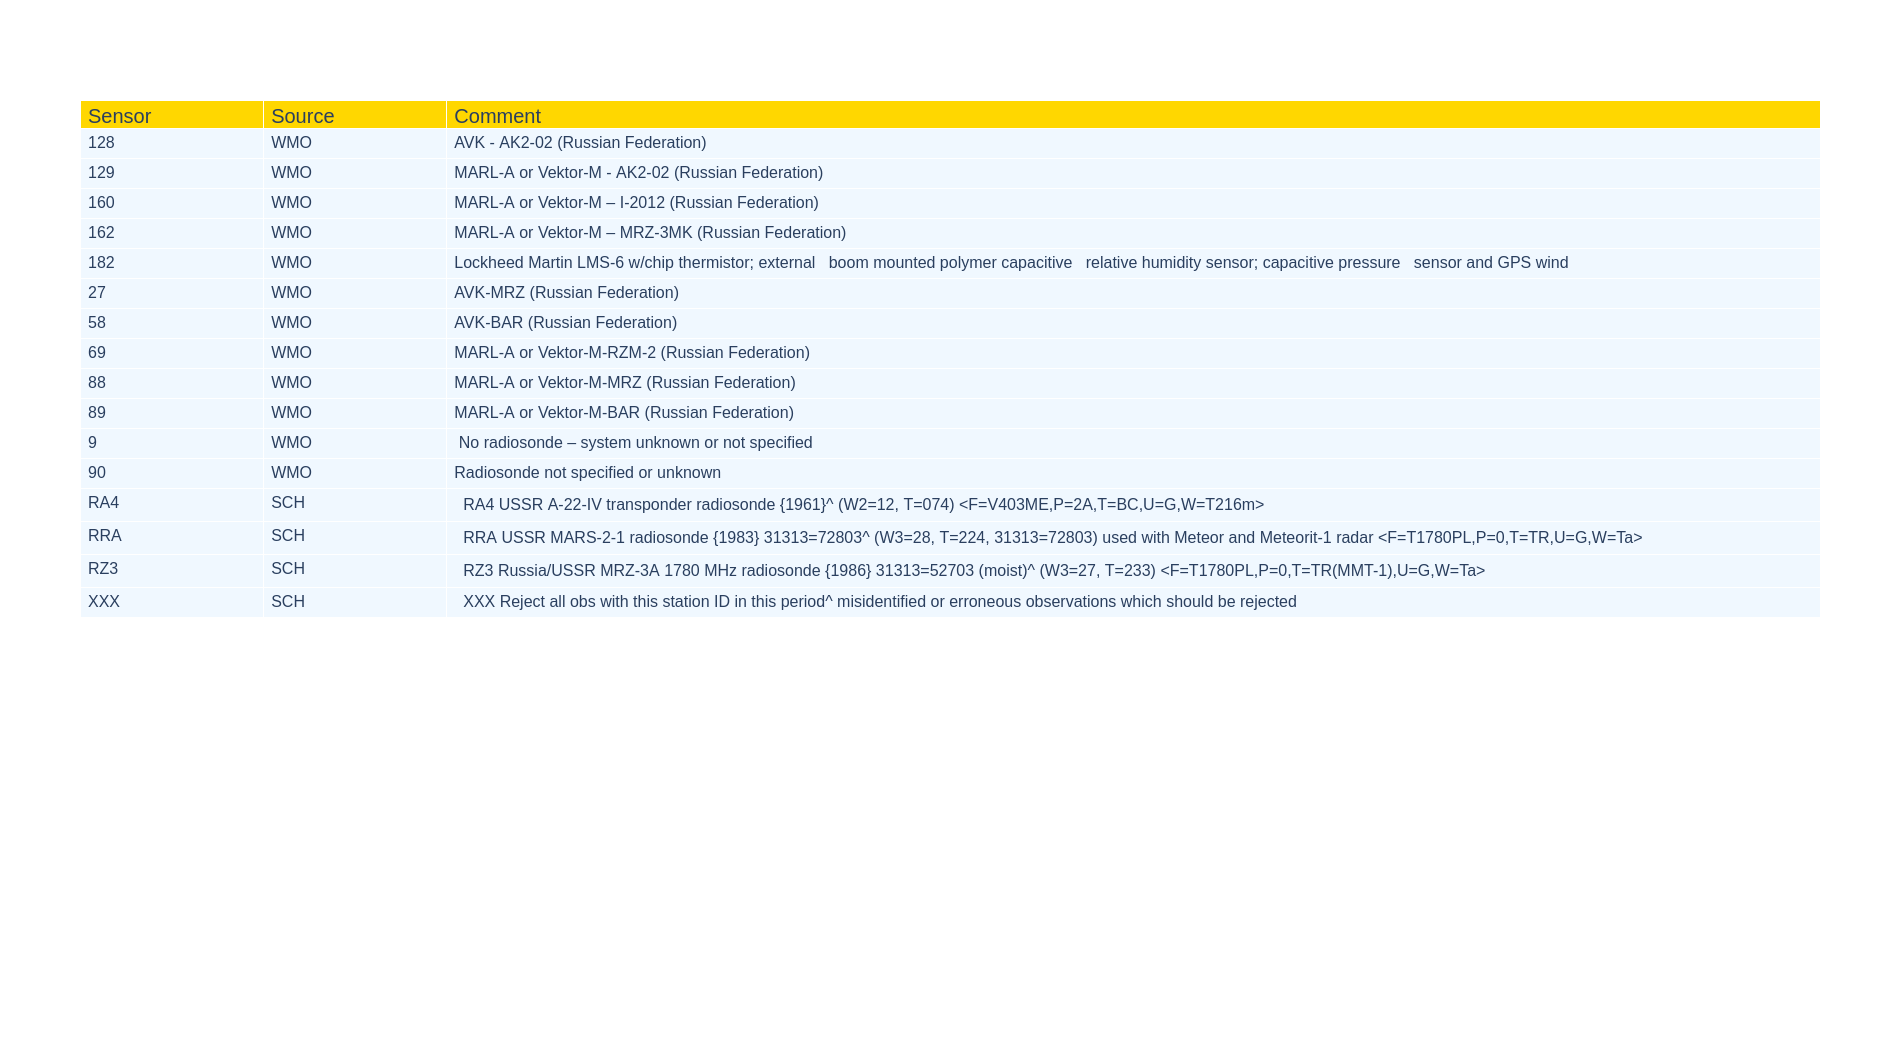 Sensor Source Comment
128 WMO AVK - AK2-02 (Russian Federation)
129 WMO MARL-A or Vektor-M - AK2-02 (Russian Federation)
160 WMO MARL-A or Vektor-M – I-2012 (Russian Federation)
162 WMO MARL-A or Vektor-M – MRZ-3MK (Russian Federation)
182 WMO Lockheed Martin LMS-6 w/chip thermistor; external   boom mounted polymer capacitive   relative humidity sensor; capacitive pressure   sensor and GPS wind
27 WMO AVK-MRZ (Russian Federation)
58 WMO AVK-BAR (Russian Federation)
69 WMO MARL-A or Vektor-M-RZM-2 (Russian Federation)
88 WMO MARL-A or Vektor-M-MRZ (Russian Federation)
89 WMO MARL-A or Vektor-M-BAR (Russian Federation)
9 WMO No radiosonde – system unknown or not specified
90 WMO Radiosonde not specified or unknown
RA4 SCH RA4 USSR A-22-IV transponder radiosonde {1961}^ (W2=12, T=074) <F=V403ME,P=2A,T=BC,U=G,W=T216m>
RRA SCH RRA USSR MARS-2-1 radiosonde {1983} 31313=72803^ (W3=28, T=224, 31313=72803) used with Meteor and Meteorit-1 radar <F=T1780PL,P=0,T=TR,U=G,W=Ta>
RZ3 SCH RZ3 Russia/USSR MRZ-3A 1780 MHz radiosonde {1986} 31313=52703 (moist)^ (W3=27, T=233) <F=T1780PL,P=0,T=TR(MMT-1),U=G,W=Ta>
XXX SCH XXX Reject all obs with this station ID in this period^ misidentified or erroneous observations which should be rejected